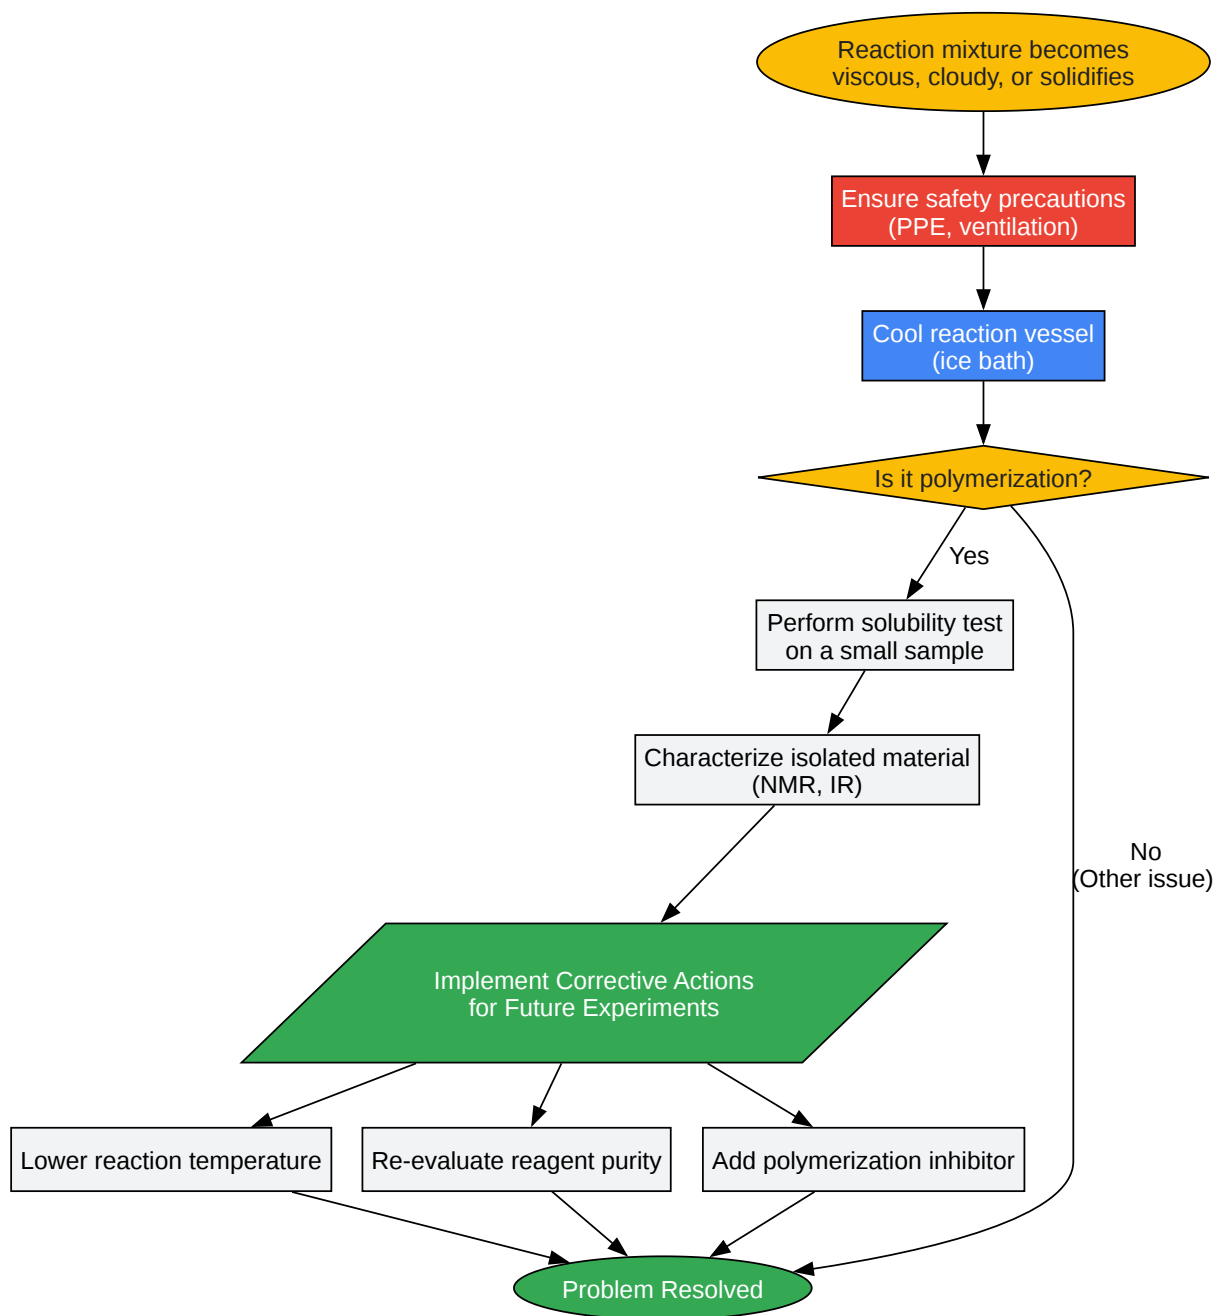 Reaction mixture becomes
viscous, cloudy, or solidifies
Ensure safety precautions
(PPE, ventilation)
Cool reaction vessel
(ice bath)
Is it polymerization?
Yes
Perform solubility test
on a small sample
Characterize isolated material
(NMR, IR)
No
(Other issue)
Implement Corrective Actions
for Future Experiments
Lower reaction temperature
Re-evaluate reagent purity
Add polymerization inhibitor
Problem Resolved